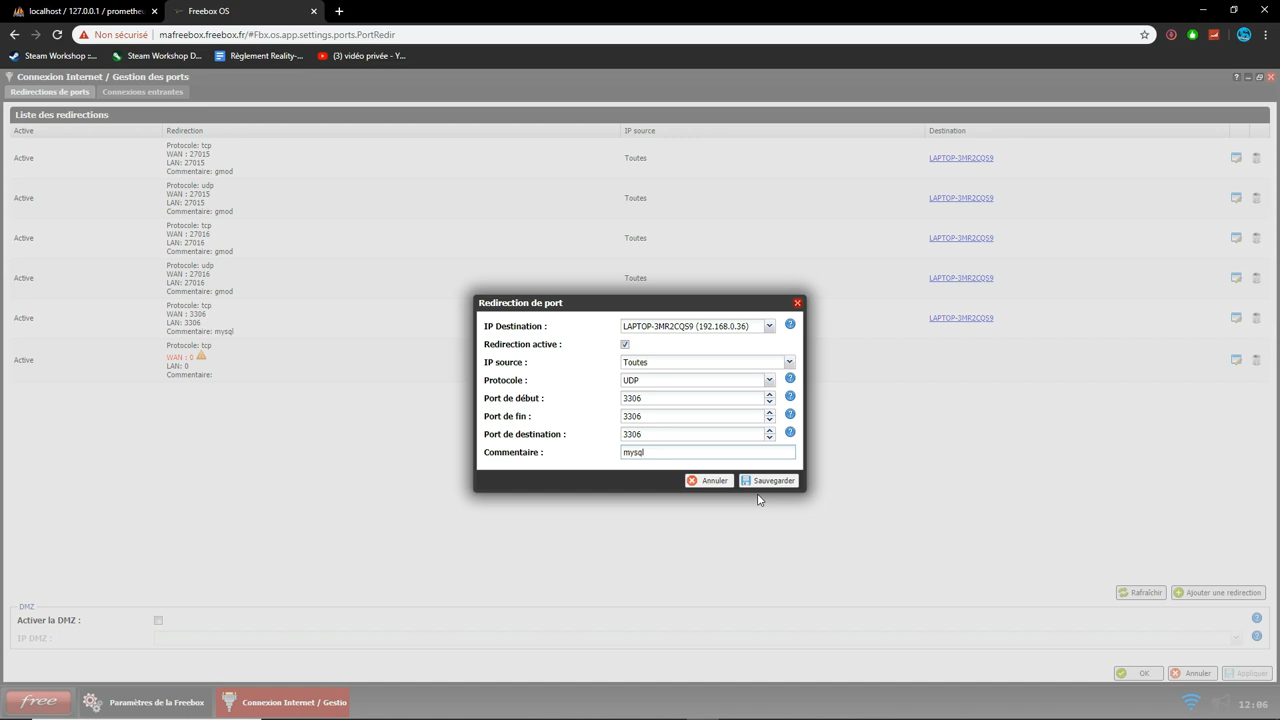 localhost / 127.0.0.1 / promethe
Freebox OS
Non sécurisé
mafreebox.freebox.fr/#Fbx.os.app.settings.ports.PortRedir
Steam Workshop ::...
Steam Workshop D...
Règlement Reality-...
(3) vidéo privée - Y...
Connexion Internet / Gestion des ports
Redirections de ports
Connexions entrantes
Liste des redirections
Active
Redirection
IP source
Destination
Active
Protocole: tcp
WAN : 27015
LAN: 27015
Commentaire: gmod
Toutes
LAPTOP-3MR2CQS9
Active
Protocole: udp
WAN : 27015
LAN: 27015
Commentaire: gmod
Toutes
LAPTOP-3MR2CQS9
Active
Protocole: tcp
WAN : 27016
LAN: 27016
Commentaire: gmod
Toutes
LAPTOP-3MR2CQS9
Active
Protocole: udp
WAN : 27016
LAN: 27016
Commentaire: gmod
Toutes
LAPTOP-3MR2CQS9
Active
Protocole: tcp
WAN : 3306
LAN: 3306
Commentaire: mysql
LAPTOP-3MR2CQS9
Active
Protocole: tcp
WAN : 0
LAN: 0
Commentaire:
Redirection de port
IP Destination :
LAPTOP-3MR2CQS9 (192.168.0.36)
Redirection active :
IP source :
Toutes
Protocole :
UDP
Port de début :
3306
Port de fin :
3306
Port de destination :
3306
Commentaire :
mysql
Annuler
Sauvegarder
Rafraîchir
Ajouter une redirection
DMZ
Activer la DMZ :
IP DMZ :
OK
Annuler
Appliquer
free
Paramètres de la Freebox
Connexion Internet / Gestio
12:06